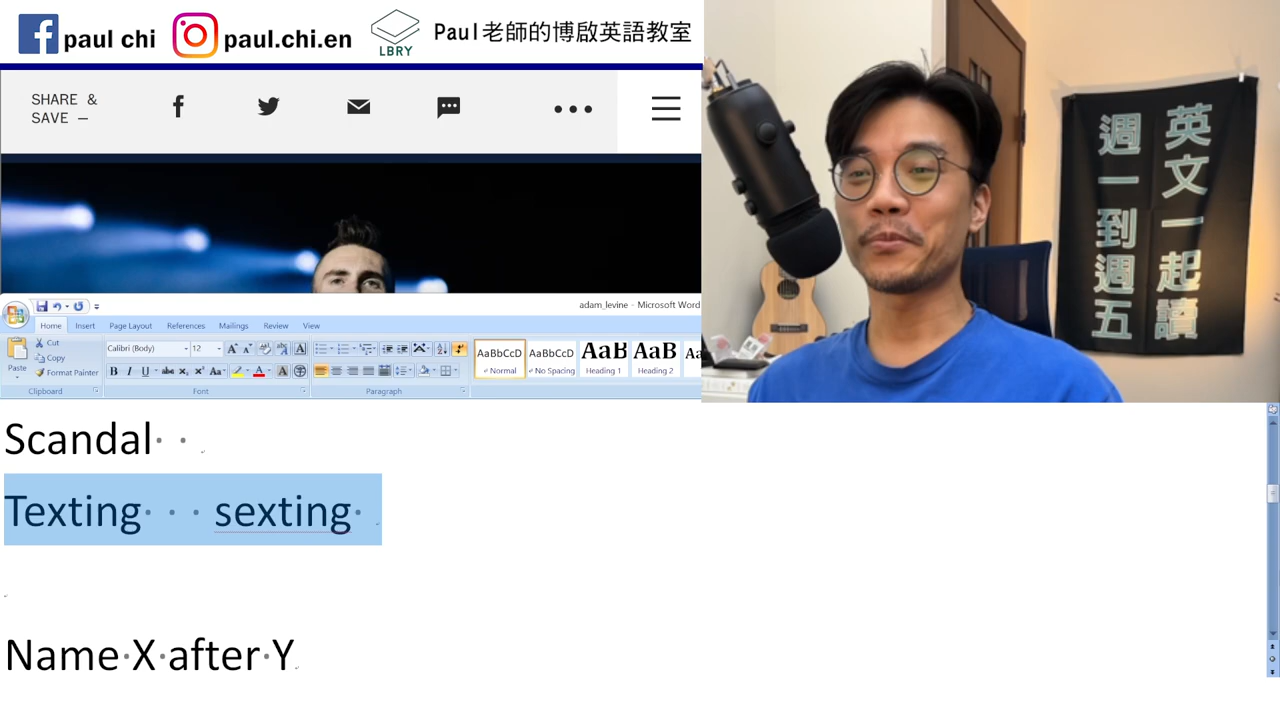 paul chi
paul.chi.en
LBRY
Paul老師的博啟英語教室
SHARE &
SAVE —
英文一起讀
週一到週五
adam_levine - Microsoft Word
Home Insert Page Layout References Mailings Review View
Paste
Cut
Copy
Format Painter
Clipboard
Calibri (Body) 12
Font
Paragraph
AaBbCcD AaBbCcD AaBb AaB Aa
Normal No Spacing Heading 1 Heading 2
Scandal
Texting sexting
Name X after Y